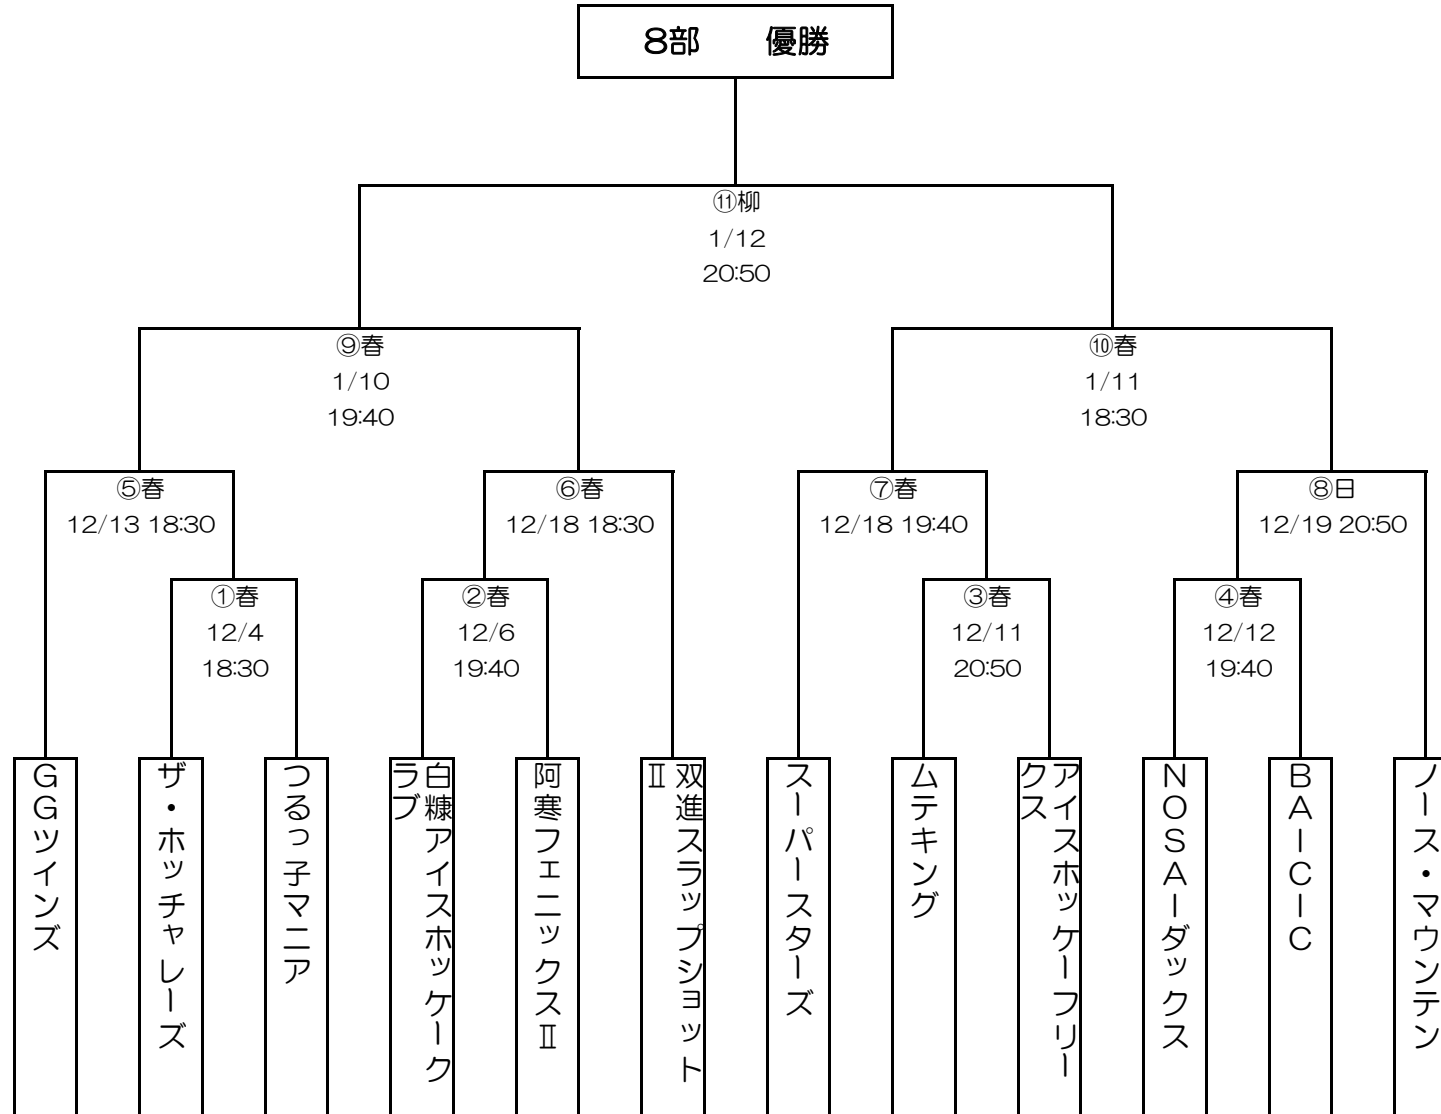 8部　優勝
⑪柳
1/12
20:50
⑨春
1/10
19:40
⑩春
1/11
18:30
⑤春
12/13 18:30
⑥春
12/18 18:30
⑦春
12/18 19:40
⑧日
12/19 20:50
①春
12/4
18:30
②春
12/6
19:40
③春
12/11
20:50
④春
12/12
19:40
GGツインズ
ザ・ホッチャレーズ
つるっ子マニア
白糠アイスホッケーク
ラブ
阿寒フェニックスⅡ
双進スラップショット
Ⅱ
スーパースターズ
ムテキング
アイスホッケーフリー
クス
NOSAIダックス
BAICIC
ノース・マウンテン